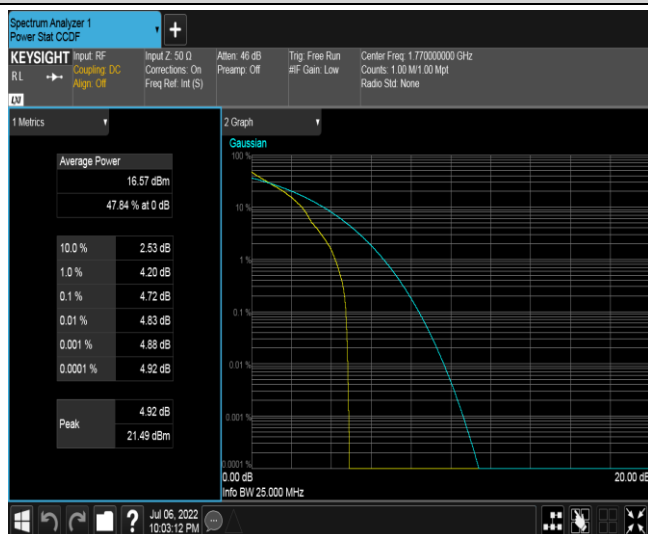 Spectrum Analyzer 1
Power Stat CCDF
+
KEYSIGHT
RL
LXI
Input: RF
Coupling: DC
Align: Off
Input Z: 50 Ω
Corrections: On
Freq Ref: Int (S)
Atten: 46 dB
Preamp: Off
Trig: Free Run
#IF Gain: Low
Center Freq: 1.770000000 GHz
Counts: 1.00 M/1.00 Mpt
Radio Std: None
1 Metrics
Average Power
16.57 dBm
47.84 % at 0 dB
10.0 % 2.53 dB
1.0 % 4.20 dB
0.1 % 4.72 dB
0.01 % 4.83 dB
0.001 % 4.88 dB
0.0001 % 4.92 dB
Peak
4.92 dB
21.49 dBm
2 Graph
Gaussian
100 %
10 %
1 %
0.1 %
0.01 %
0.001 %
0.0001 %
0.00 dB
20.00 dB
Info BW 25.000 MHz
?
Jul 06, 2022
10:03:12 PM